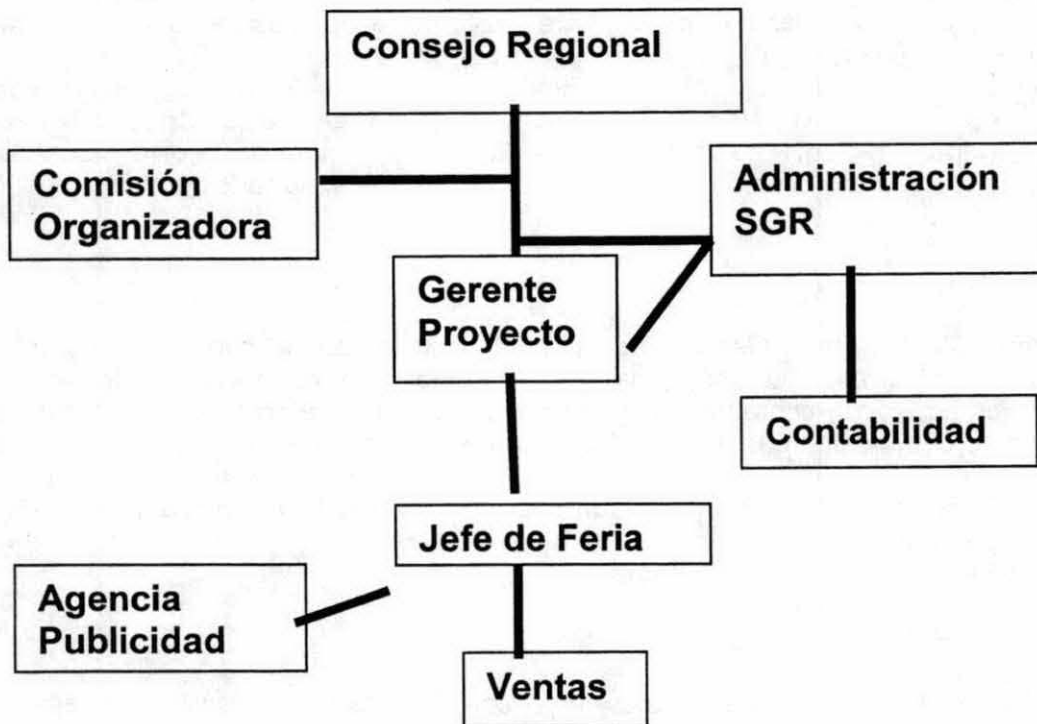 Consejo Regional
Comisión
Organizadora
Administración
SGR
Gerente
Proyecto
Contabilidad
Jefe de Feria
Agencia
Publicidad
Ventas